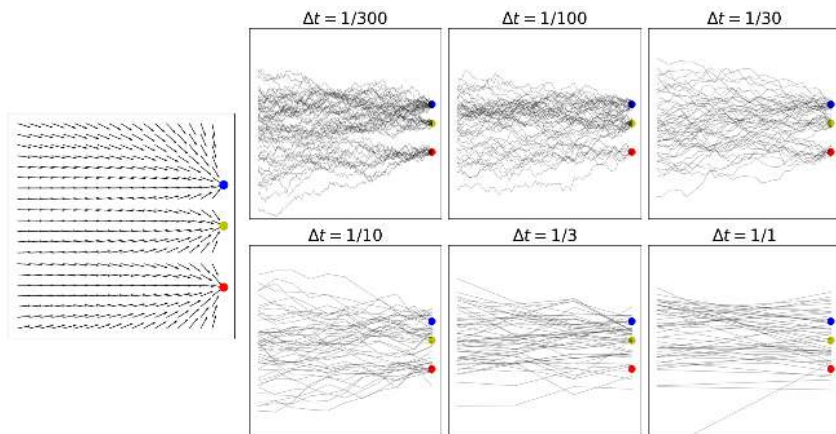 Δt = 1/300
Δt = 1/100
Δt = 1/30
Δt = 1/10
Δt = 1/3
Δt = 1/1